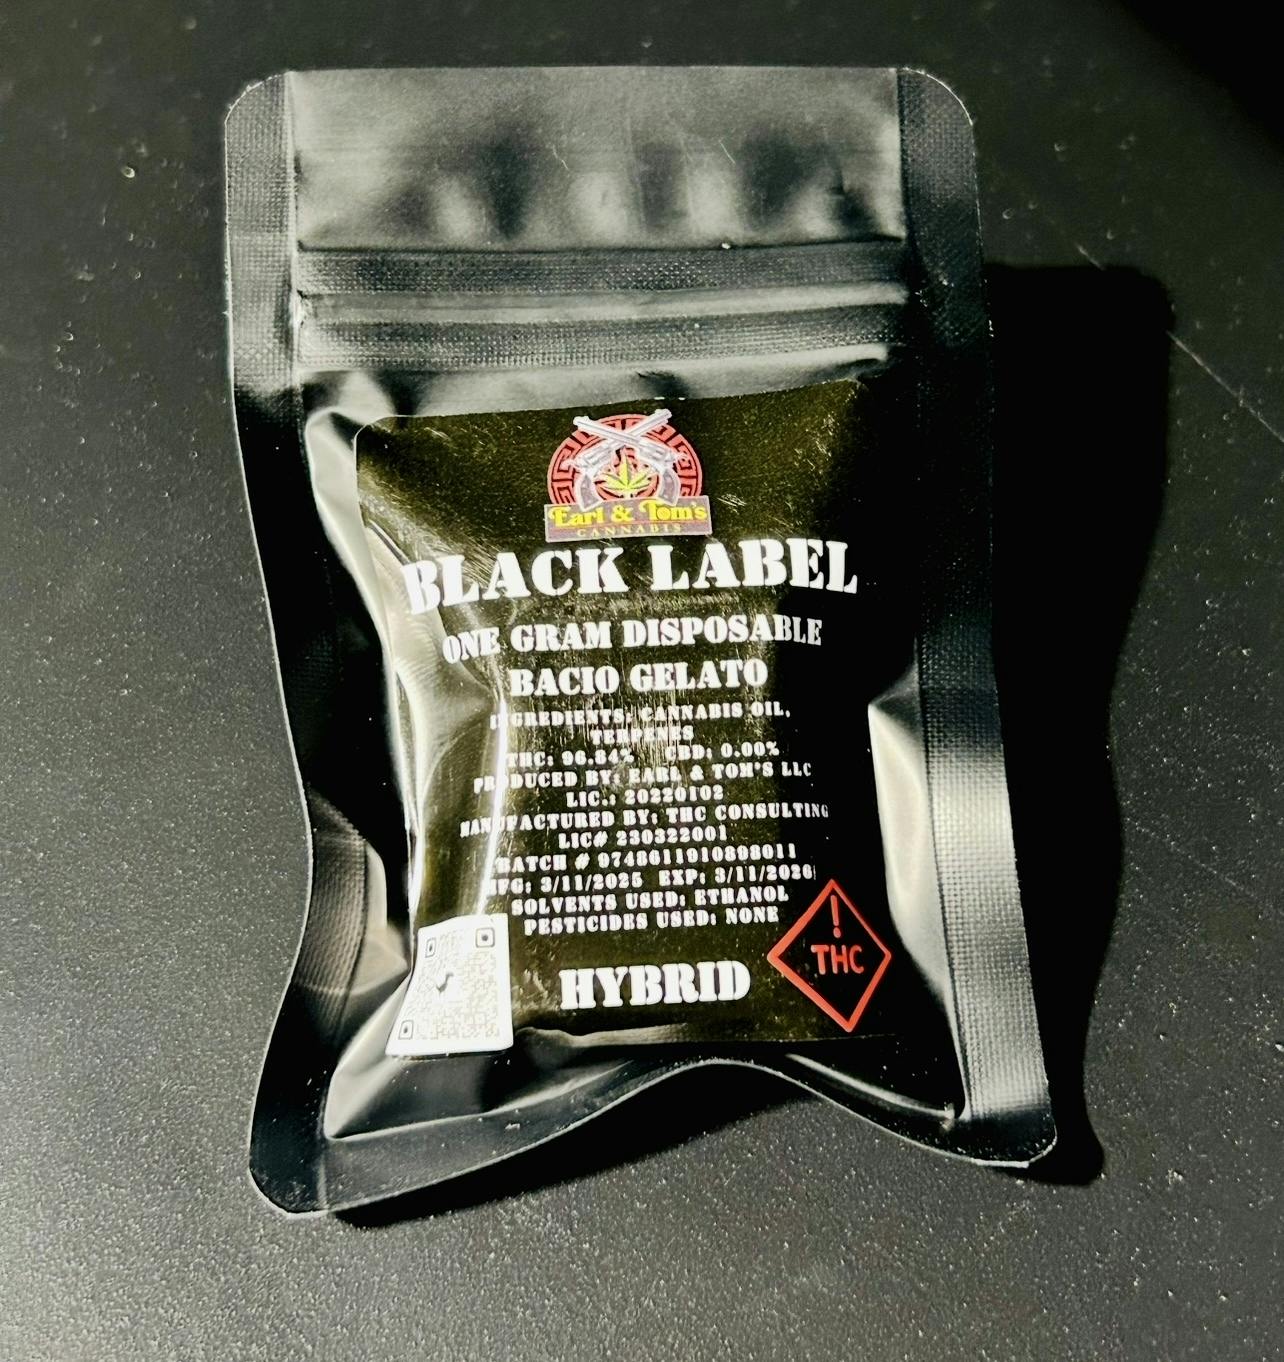 Earl & Tom's
CANNABIS
BLACK LABEL
ONE GRAM DISPOSABLE
BACIO GELATO
INGREDIENTS: CANNABIS OIL,
TERPENES
THC: 96.84% CBD: 0.00%
PRODUCED BY: EARL & TOM'S LLC
LIC.: 20220102
MANUFACTURED BY: THC CONSULTING
LIC# 230322001
BATCH # 9748611910898011
MFG: 3/11/2025 EXP: 3/11/2026
SOLVENTS USED: ETHANOL
PESTICIDES USED: NONE
!
THC
HYBRID